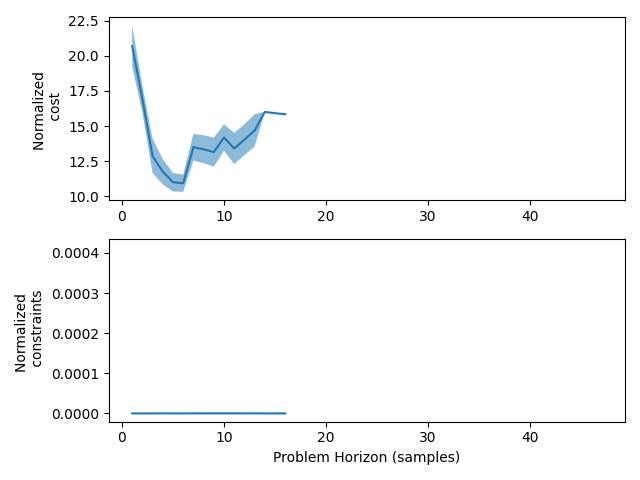 22.5
20.0
17.5
15.0
12.5
10.0
Normalized
cost
0 10 20 30 40
0.0004
0.0003
0.0002
0.0001
0.0000
Normalized
constraints
0 10 20 30 40
Problem Horizon (samples)